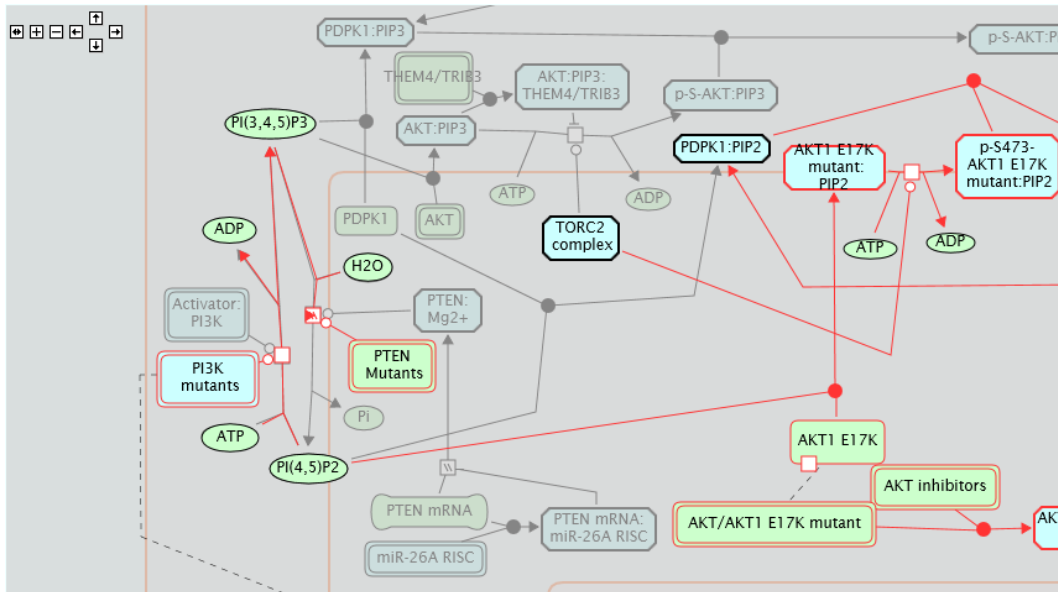 PDPK1:PIP3
p-S-AKT:PI
THEM4/TRIB3
AKT:PIP3:
THEM4/TRIB3
p-S-AKT:PIP3
PI(3,4,5)P3
AKT:PIP3
PDPK1:PIP2
AKT1 E17K
mutant:
PIP2
p-S473-
AKT1 E17K
mutant:PIP2
ATP
ADP
PDPK1
AKT
ADP
TORC2
complex
ATP
ADP
H2O
Activator:
PI3K
PTEN:
Mg2+
PI3K
mutants
PTEN
Mutants
Pi
ATP
AKT1 E17K
PI(4,5)P2
AKT inhibitors
PTEN mRNA
PTEN mRNA:
miR-26A RISC
AKT/AKT1 E17K mutant
AK
miR-26A RISC